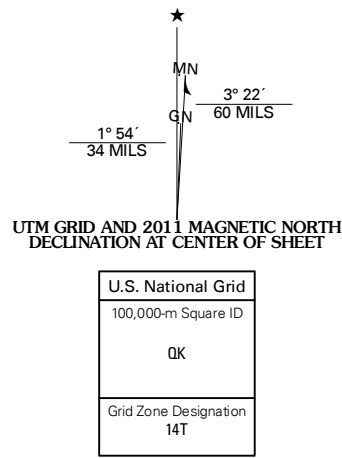 ★
MN
3° 22´
60 MILS
GN
1° 54´
34 MILS
UTM GRID AND 2011 MAGNETIC NORTH
DECLINATION AT CENTER OF SHEET
U.S. National Grid
100,000-m Square ID
QK
Grid Zone Designation
14T